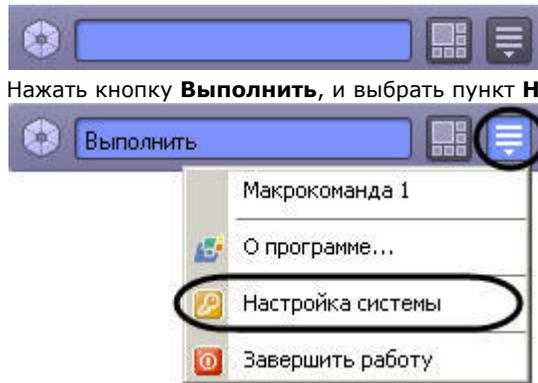 Нажать кнопку Выполнить, и выбрать пункт Н
Выполнить
Макрокоманда 1
О программе...
Настройка системы
Завершить работу